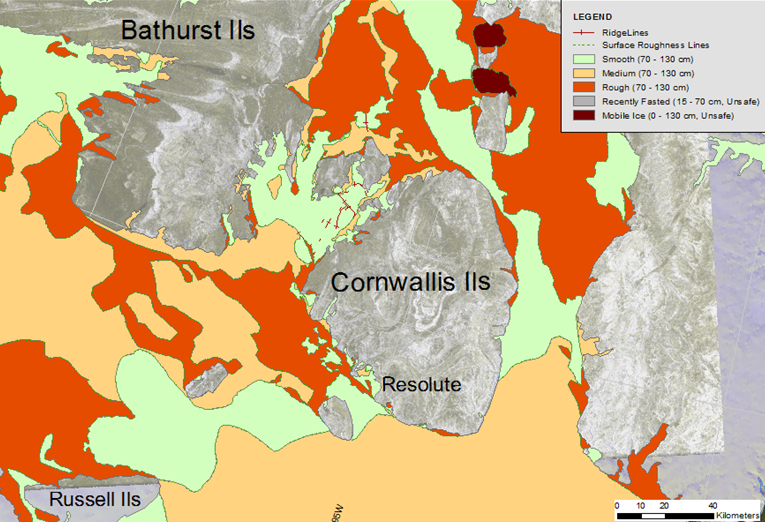 Bathurst Ils
LEGEND
RidgeLines
Surface Roughness Lines
Smooth (70 - 130 cm)
Medium (70 - 130 cm)
Rough (70 - 130 cm)
Recently Fasted (15 - 70 cm, Unsafe)
Mobile Ice (0 - 130 cm, Unsafe)
Cornwallis Ils
Resolute
Russell Ils
0 10 20 40
Kilometers